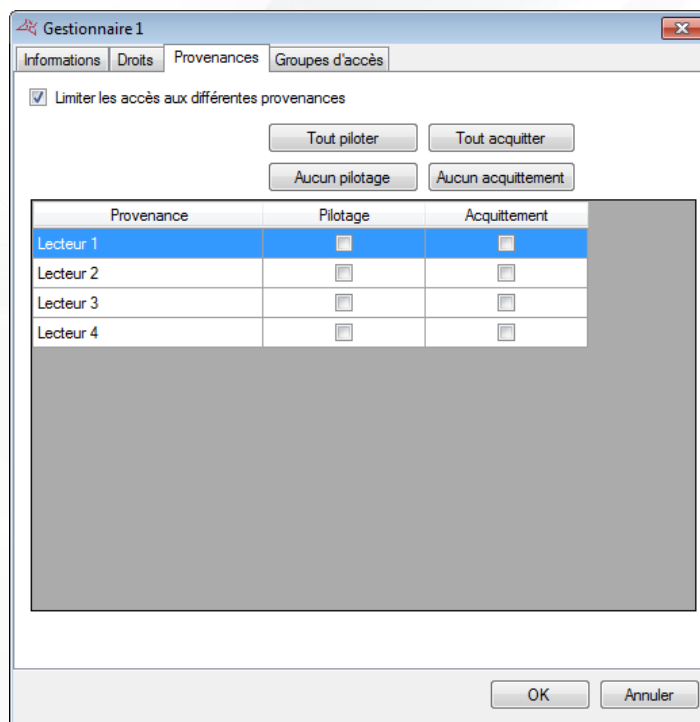 Gestionnaire 1
Informations Droits Provenances Groupes d'accès
Limiter les accès aux différentes provenances
Tout piloter Tout acquitter
Aucun pilotage Aucun acquittement
Provenance Pilotage Acquittement
Lecteur 1
Lecteur 2
Lecteur 3
Lecteur 4
OK Annuler